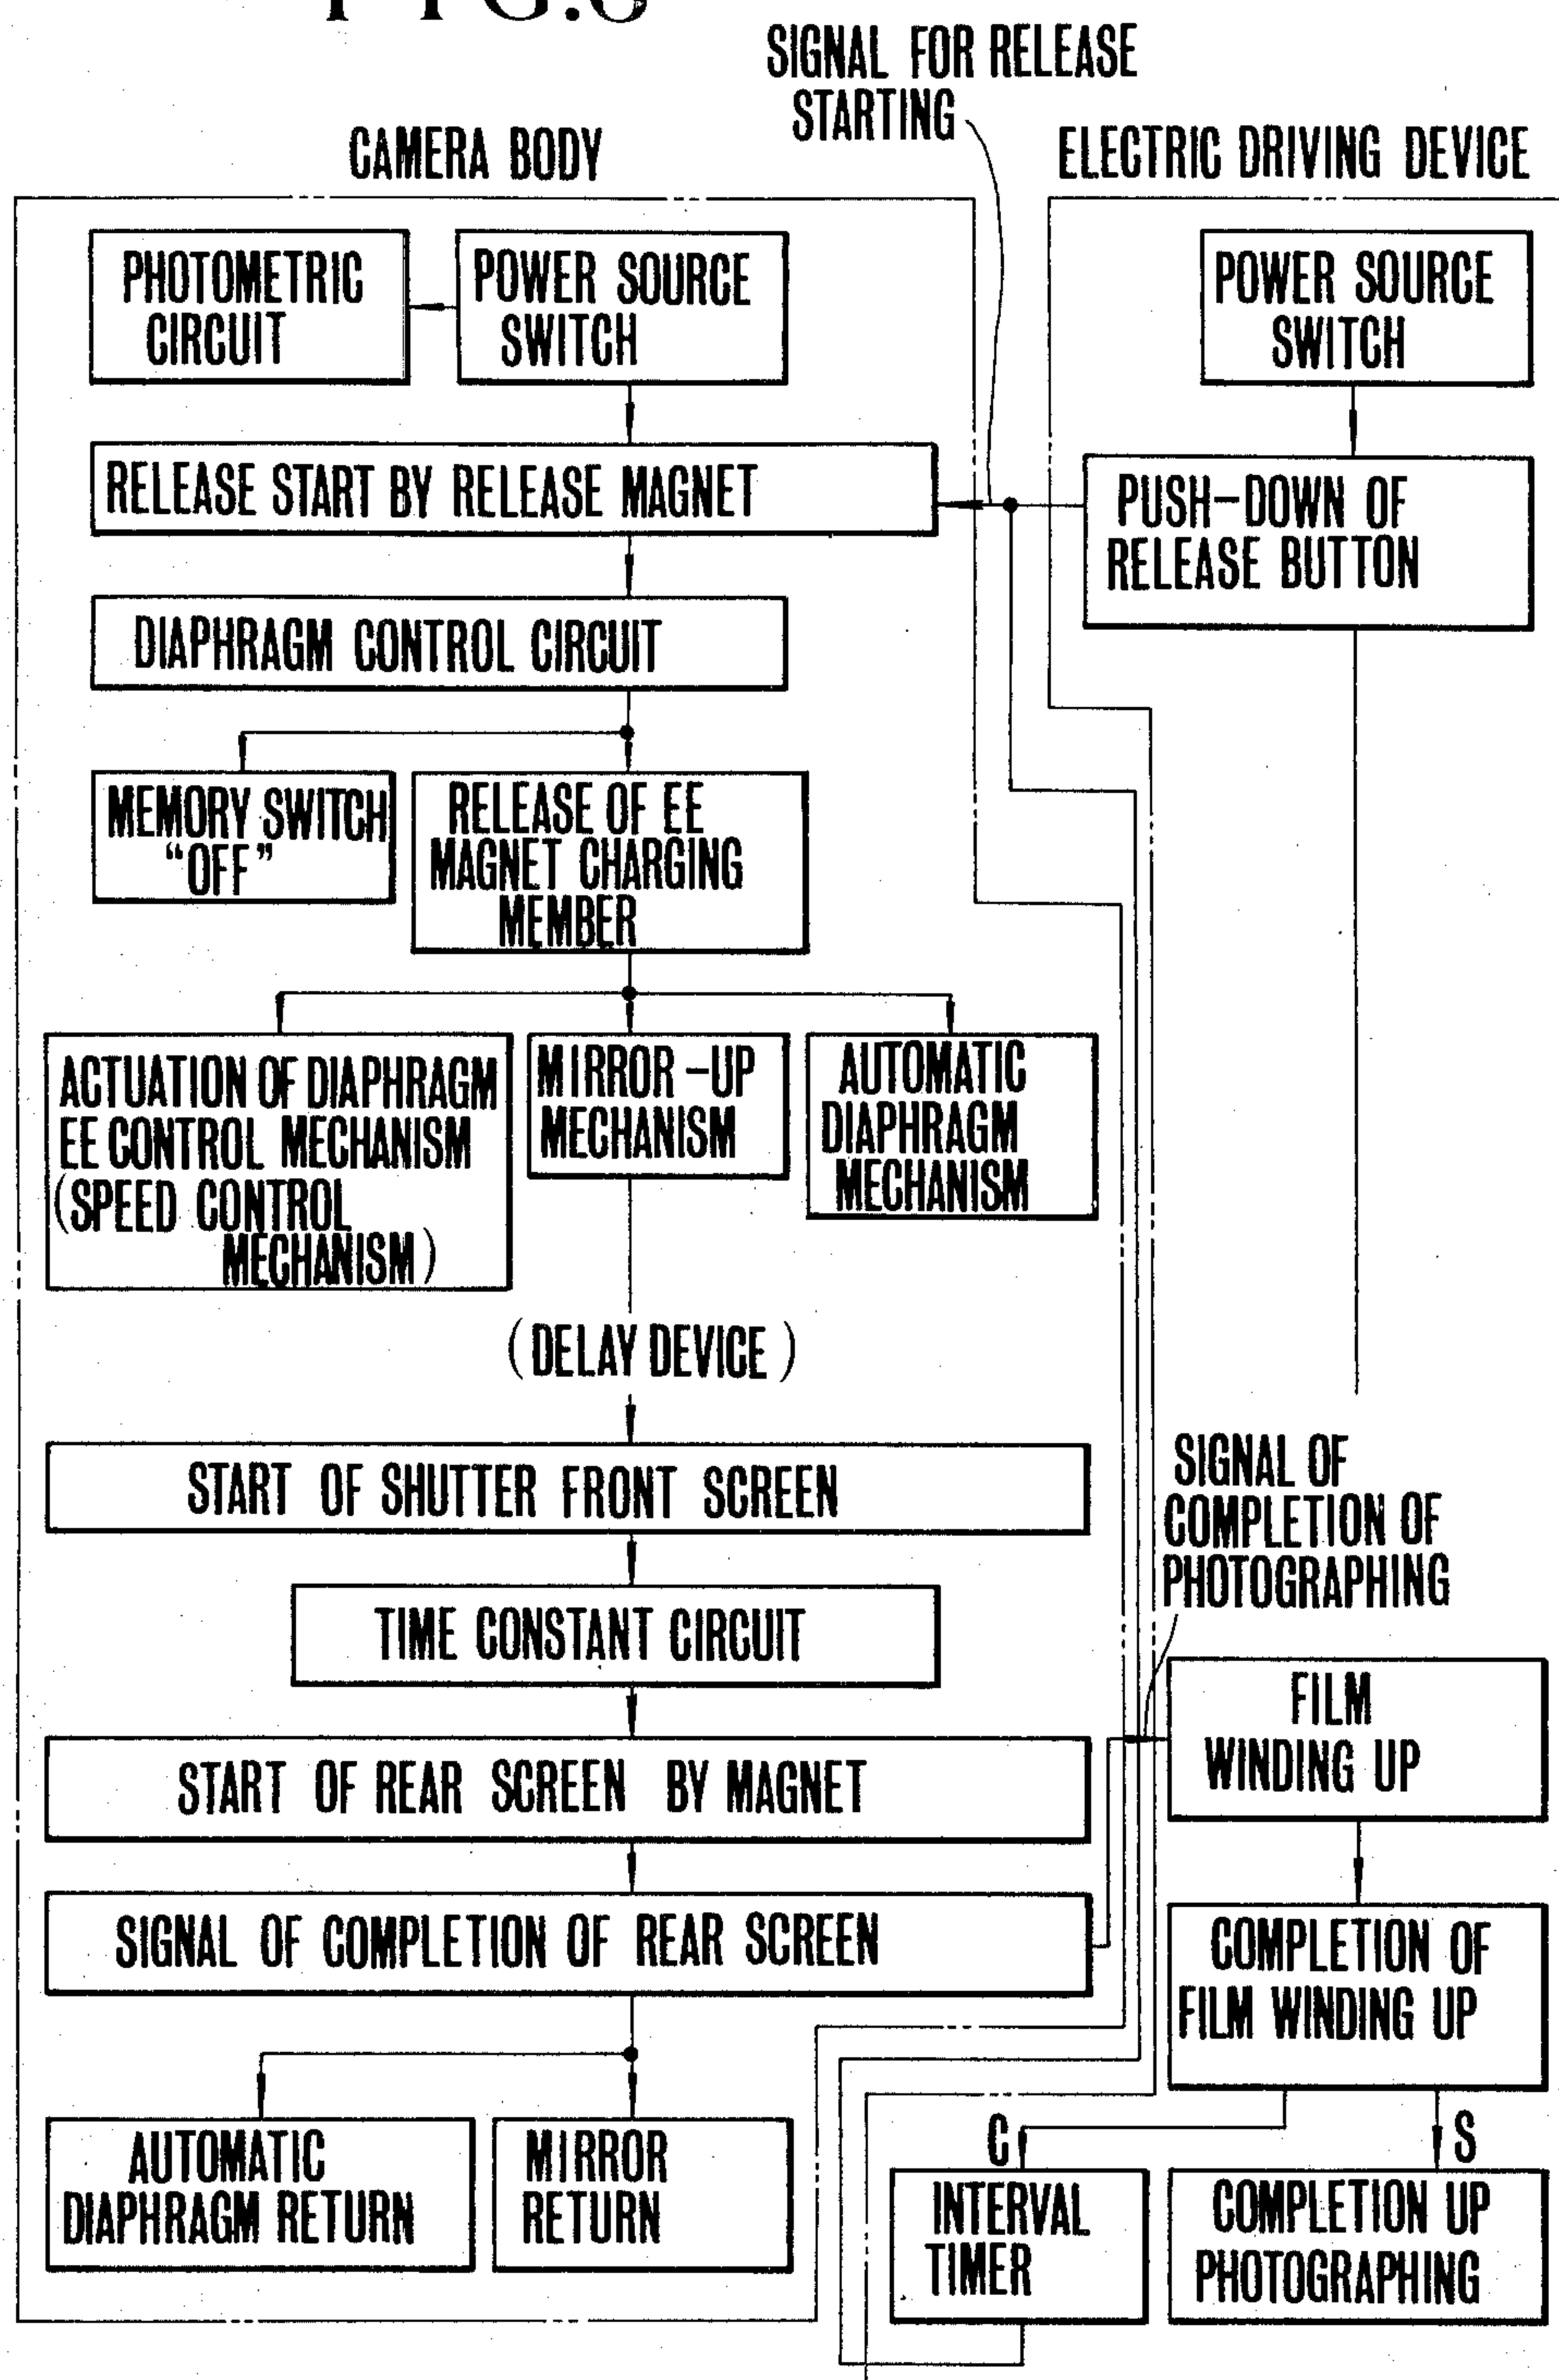 FIG.8
SIGNAL FOR RELEASE
STARTING
CAMERA BODY
ELECTRIC DRIVING DEVICE
PHOTOMETRIC
CIRCUIT
POWER SOURCE
SWITCH
POWER SOURCE
SWITCH
RELEASE START BY RELEASE MAGNET
PUSH-DOWN OF
RELEASE BUTTON
DIAPHRAGM CONTROL CIRCUIT
MEMORY SWITCH
"OFF"
RELEASE OF EE
MAGNET CHARGING
MEMBER
ACTUATION OF DIAPHRAGM
EE CONTROL MECHANISM
(SPEED CONTROL
MECHANISM)
MIRROR-UP
MECHANISM
AUTOMATIC
DIAPHRAGM
MECHANISM
(DELAY DEVICE)
START OF SHUTTER FRONT SCREEN
SIGNAL OF
COMPLETION OF
PHOTOGRAPHING
TIME CONSTANT CIRCUIT
FILM
WINDING UP
START OF REAR SCREEN BY MAGNET
SIGNAL OF COMPLETION OF REAR SCREEN
COMPLETION OF
FILM WINDING UP
C
S
AUTOMATIC
DIAPHRAGM RETURN
MIRROR
RETURN
INTERVAL
TIMER
COMPLETION UP
PHOTOGRAPHING